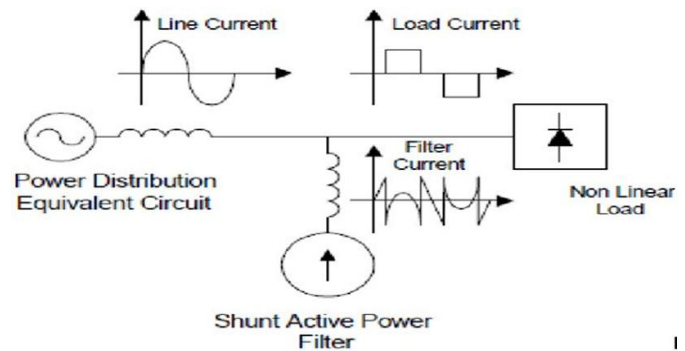 Line Current
Load Current
Filter
Current
Power Distribution
Equivalent Circuit
Non Linear
Load
Shunt Active Power
Filter